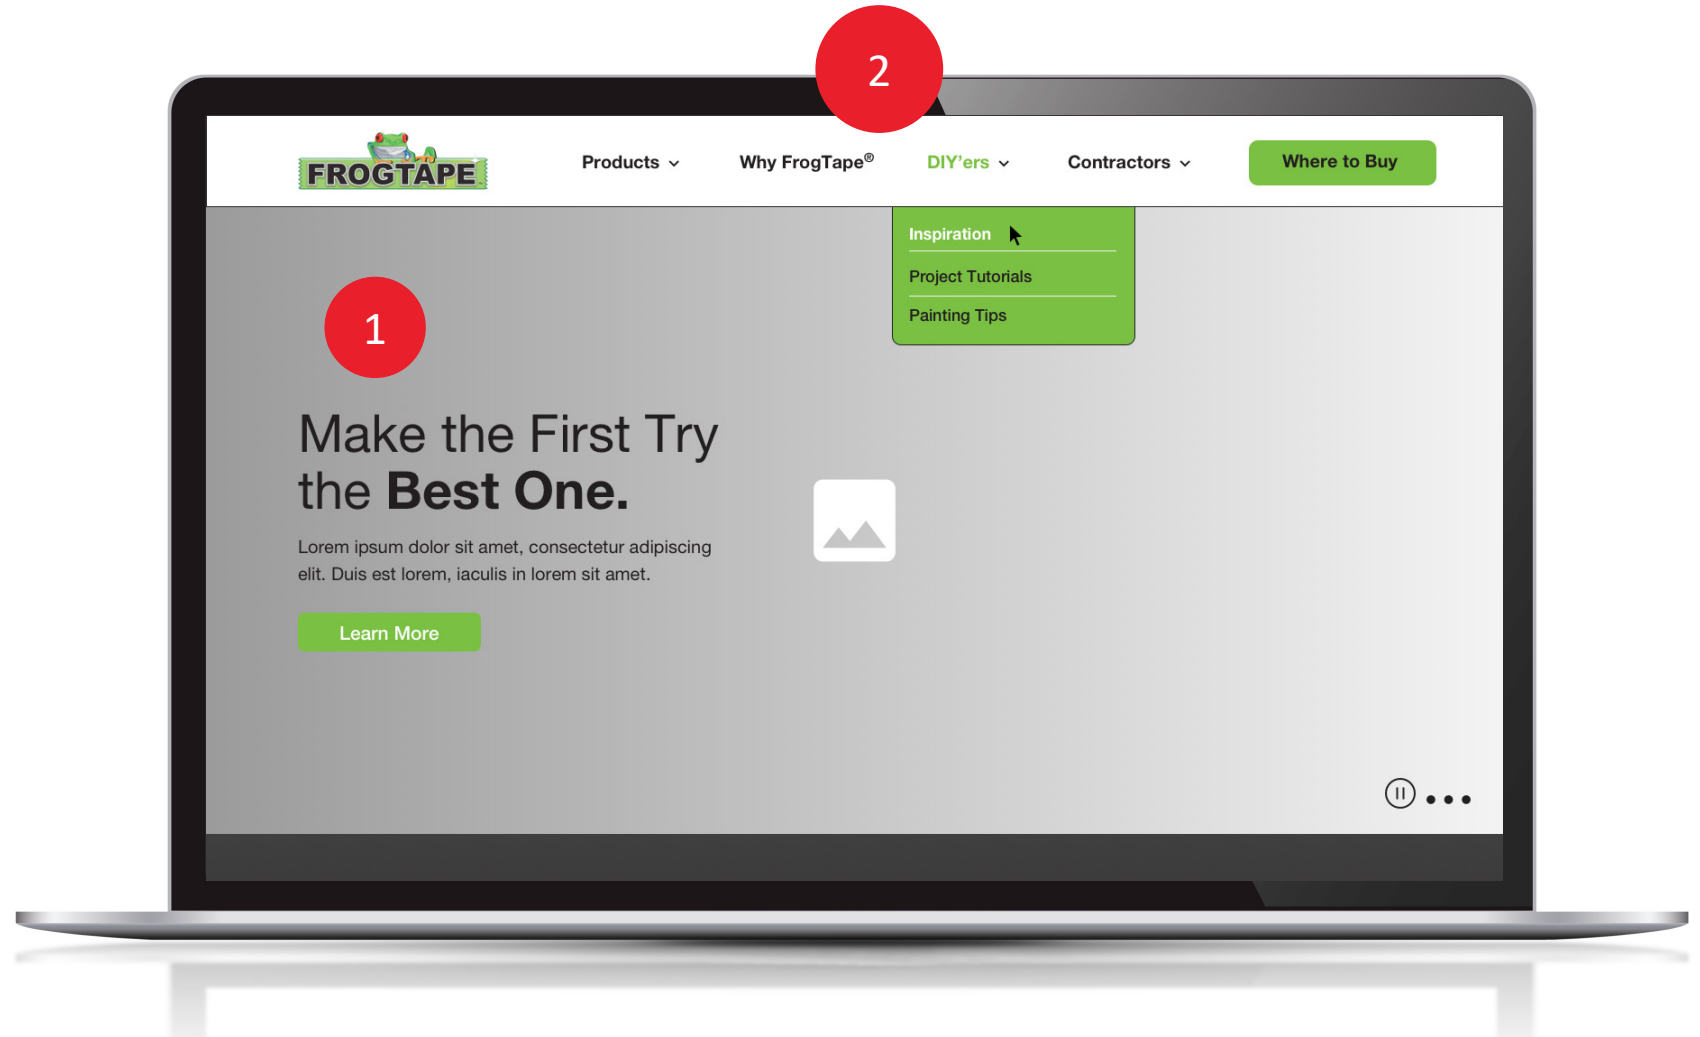 2
FROGTAPE
Products
Why FrogTape®
DIY'ers
Contractors
Where to Buy
Inspiration
Project Tutorials
Painting Tips
1
Make the First Try
the Best One.
Lorem ipsum dolor sit amet, consectetur adipiscing
elit. Duis est lorem, iaculis in lorem sit amet.
Learn More